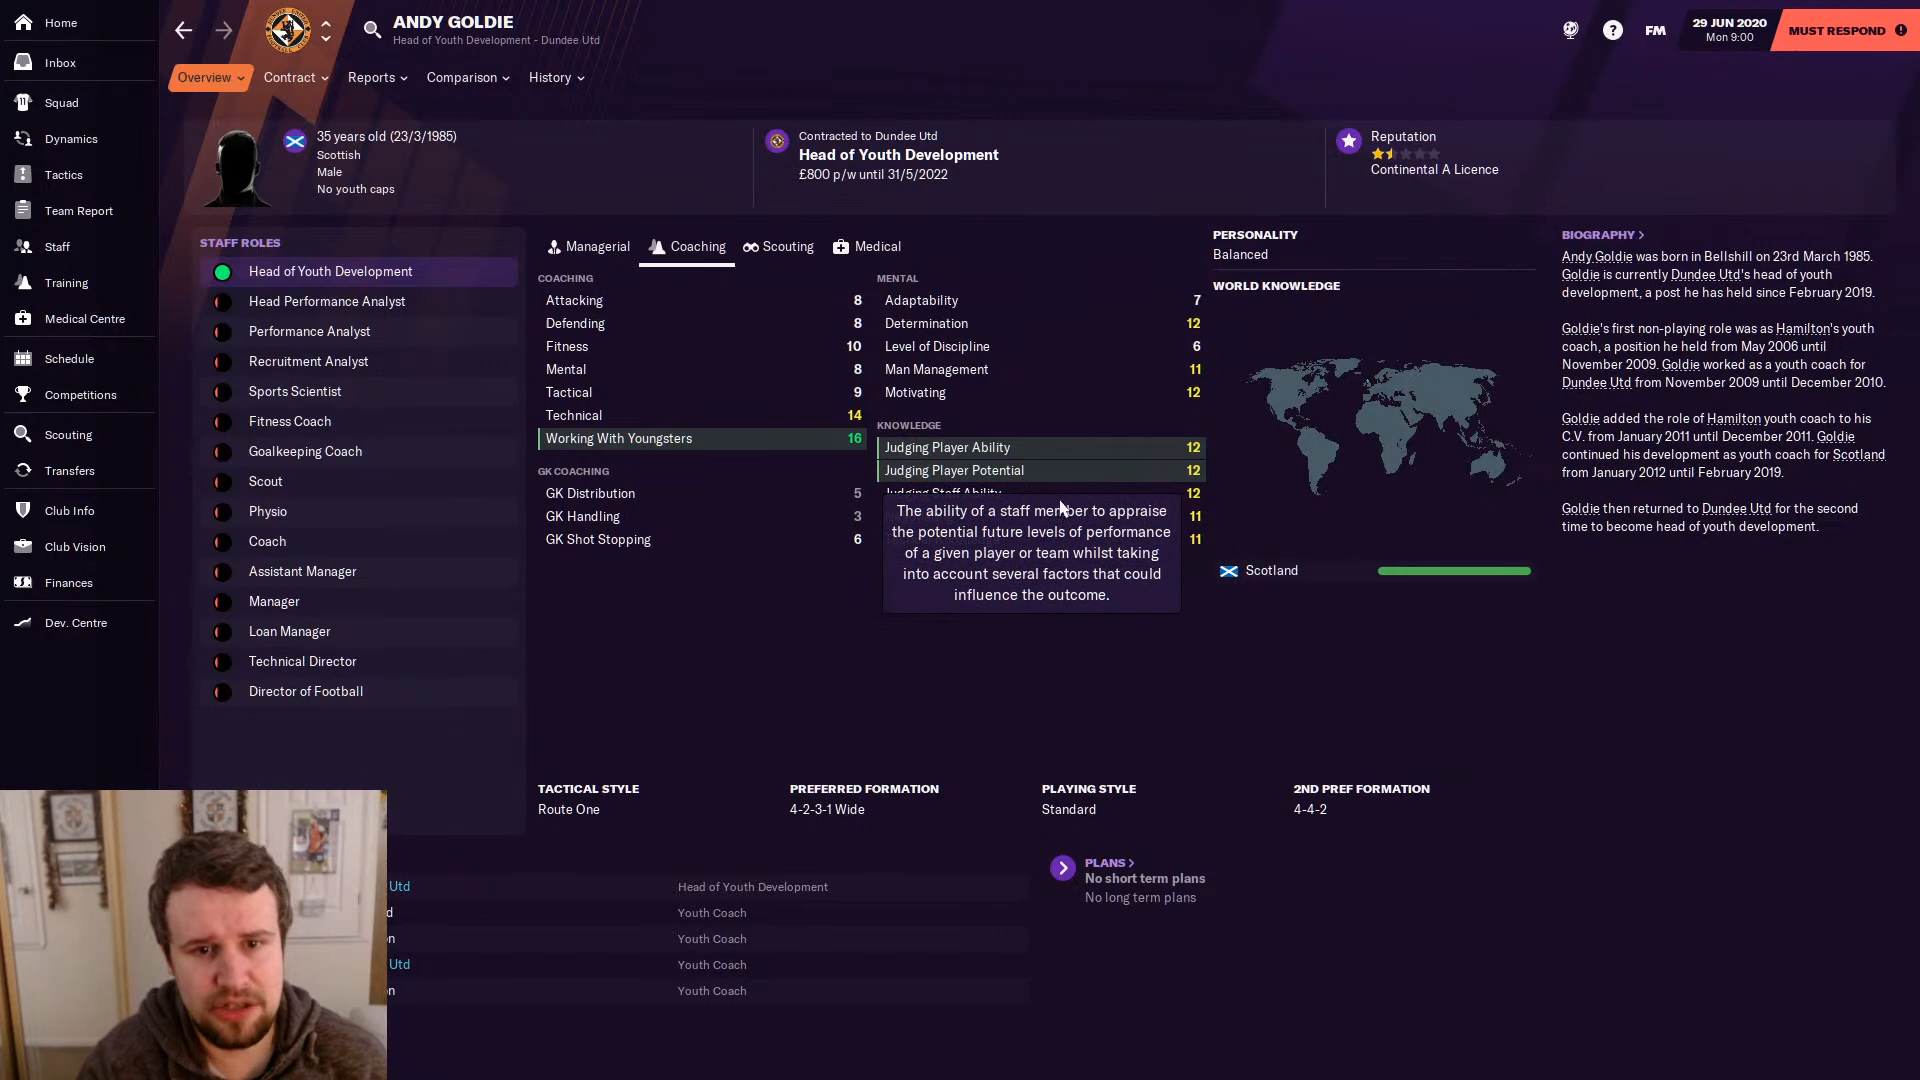 Home
Inbox
Squad
Dynamics
Tactics
Team Report
Staff
Training
Medical Centre
Schedule
Competitions
Scouting
Transfers
Club Info
Club Vision
Finances
Dev. Centre
ANDY GOLDIE
Head of Youth Development - Dundee Utd
FM
29 JUN 2020
Mon 9:00
MUST RESPOND
Overview
Contract
Reports
Comparison
History
35 years old (23/3/1985)
Scottish
Male
No youth caps
Contracted to Dundee Utd
Head of Youth Development
£800 p/w until 31/5/2022
Reputation
Continental A Licence
STAFF ROLES
Head of Youth Development
Head Performance Analyst
Performance Analyst
Recruitment Analyst
Sports Scientist
Fitness Coach
Goalkeeping Coach
Scout
Physio
Coach
Assistant Manager
Manager
Loan Manager
Technical Director
Director of Football
Managerial
Coaching
Scouting
Medical
COACHING
Attacking 8
Defending 8
Fitness 10
Mental 8
Tactical 9
Technical 14
Working With Youngsters 16
GK COACHING
GK Distribution 5
GK Handling 3
GK Shot Stopping 6
MENTAL
Adaptability 7
Determination 12
Level of Discipline 6
Man Management 11
Motivating 12
KNOWLEDGE
Judging Player Ability 12
Judging Player Potential 12
Judging Staff Ability 12
11
11
The ability of a staff member to appraise
the potential future levels of performance
of a given player or team whilst taking
into account several factors that could
influence the outcome.
PERSONALITY
Balanced
WORLD KNOWLEDGE
Scotland
BIOGRAPHY >
Andy Goldie was born in Bellshill on 23rd March 1985.
Goldie is currently Dundee Utd's head of youth
development, a post he has held since February 2019.
Goldie's first non-playing role was as Hamilton's youth
coach, a position he held from May 2006 until
November 2009. Goldie worked as a youth coach for
Dundee Utd from November 2009 until December 2010.
Goldie added the role of Hamilton youth coach to his
C.V. from January 2011 until December 2011. Goldie
continued his development as youth coach for Scotland
from January 2012 until February 2019.
Goldie then returned to Dundee Utd for the second
time to become head of youth development.
TACTICAL STYLE
Route One
PREFERRED FORMATION
4-2-3-1 Wide
PLAYING STYLE
Standard
2ND PREF FORMATION
4-4-2
Utd Head of Youth Development
d Youth Coach
on Youth Coach
Utd Youth Coach
on Youth Coach
PLANS >
No short term plans
No long term plans